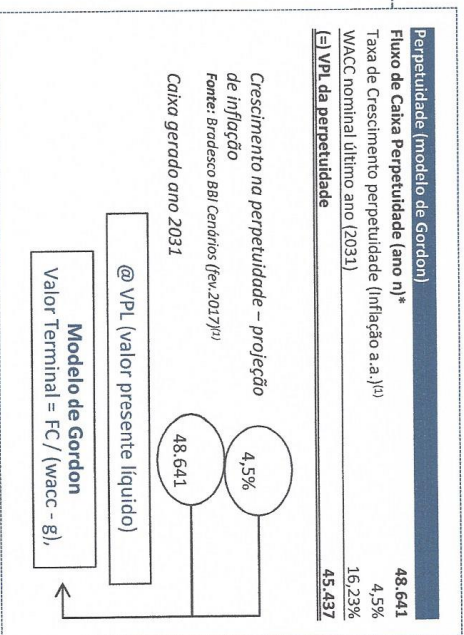 Perpetuidade (modelo de Gordon)
Fluxo de Caixa Perpetuidade (ano n)* 48.641
Taxa de Crescimento perpetuidade (Inflação a.a.)(1) 4,5%
WACC nominal último ano (2031) 16,23%
(=) VPL da perpetuidade 45.437
Crescimento na perpetuidade – projeção
de inflação
Fonte: Bradesco BBI Cenários (fev.2017)(1)
4,5%
Caixa gerado ano 2031
48.641
@ VPL (valor presente líquido)
Modelo de Gordon
Valor Terminal = FC / (wacc - g),